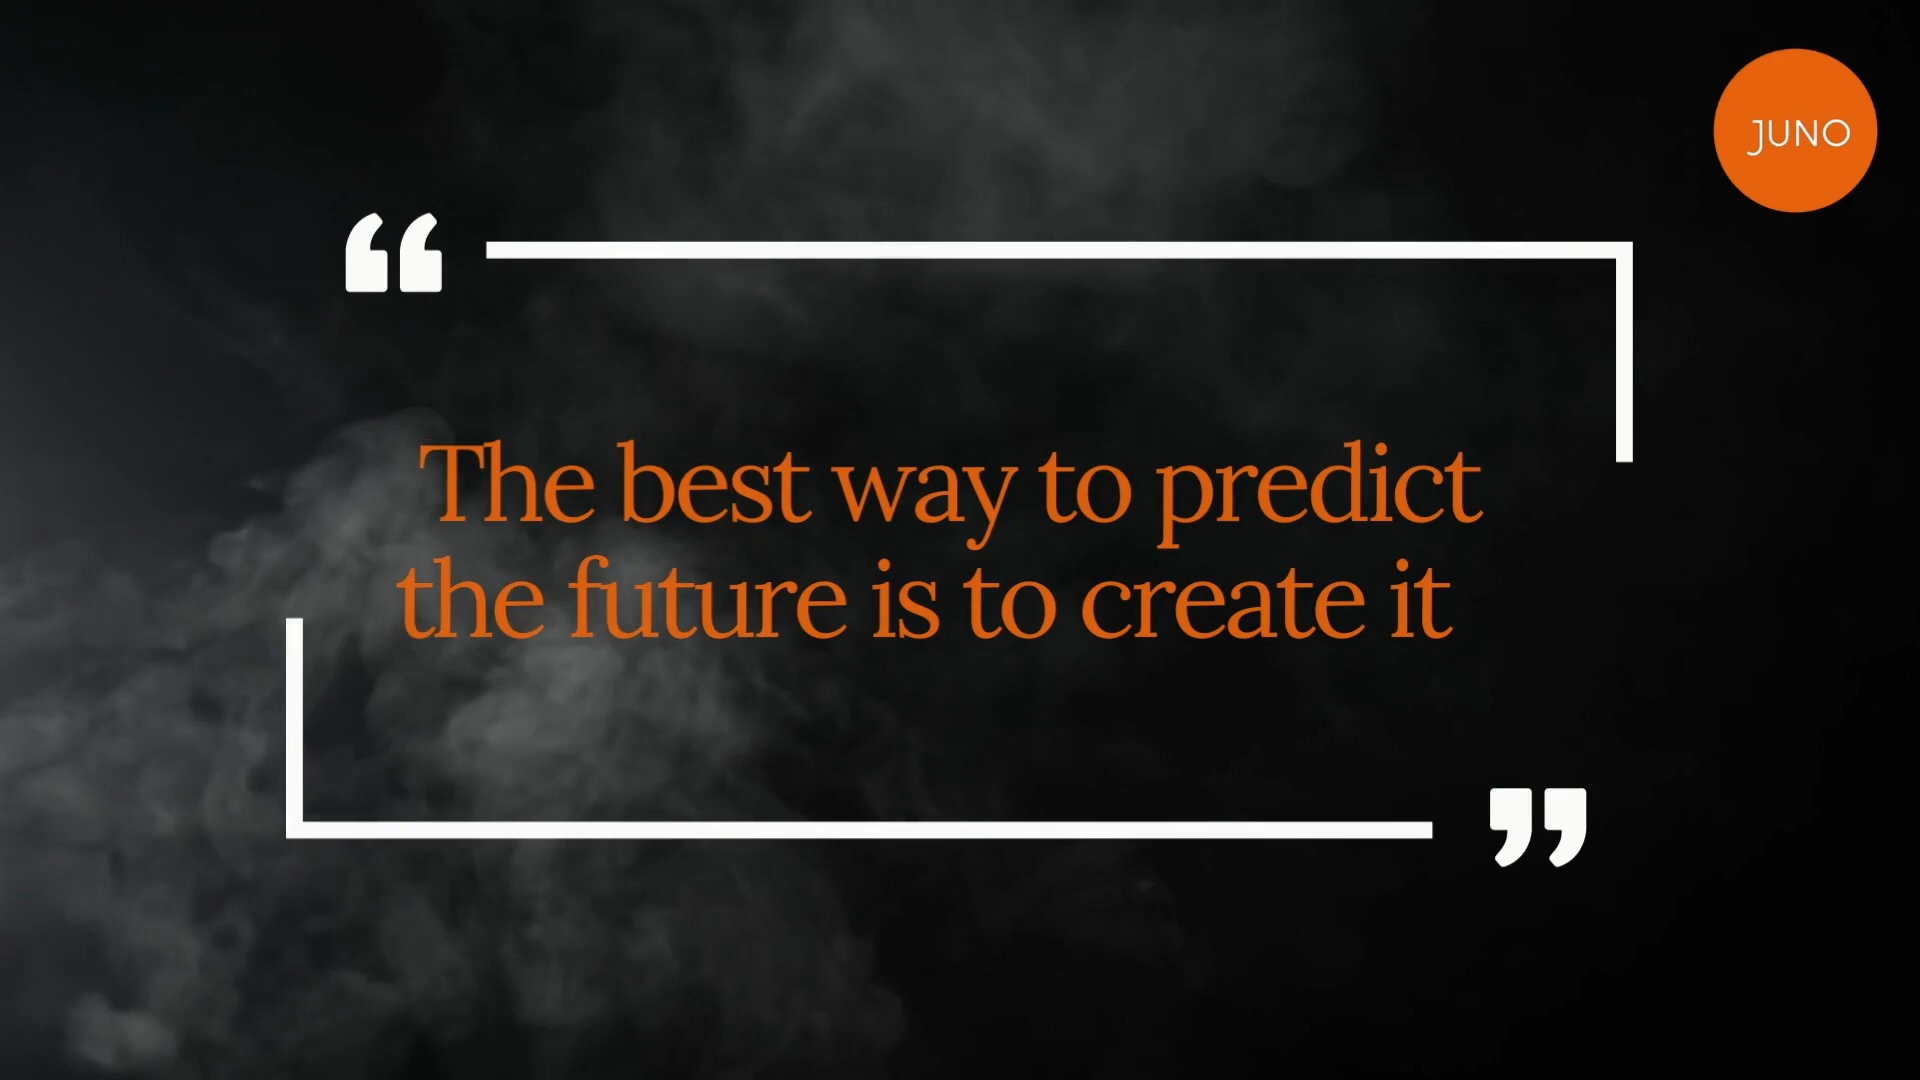 JUNO
“
The best way to predict
the future is to create it
”